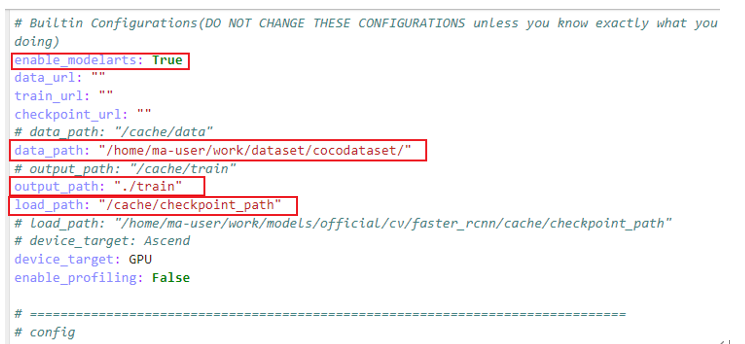 # Builtin Configurations(DO NOT CHANGE THESE CONFIGURATIONS unless you know exactly what you
doing)
enable_modelarts: True
data_url: ""
train_url: ""
checkpoint_url: ""
# data_path: "/cache/data"
data_path: "/home/ma-user/work/dataset/cocodataset/"
# output_path: "/cache/train"
output_path: "./train"
load_path: "/cache/checkpoint_path"
# load_path: "/home/ma-user/work/models/official/cv/faster_rcnn/cache/checkpoint_path"
# device_target: Ascend
device_target: GPU
enable_profiling: False
# ==============================================================================
# config